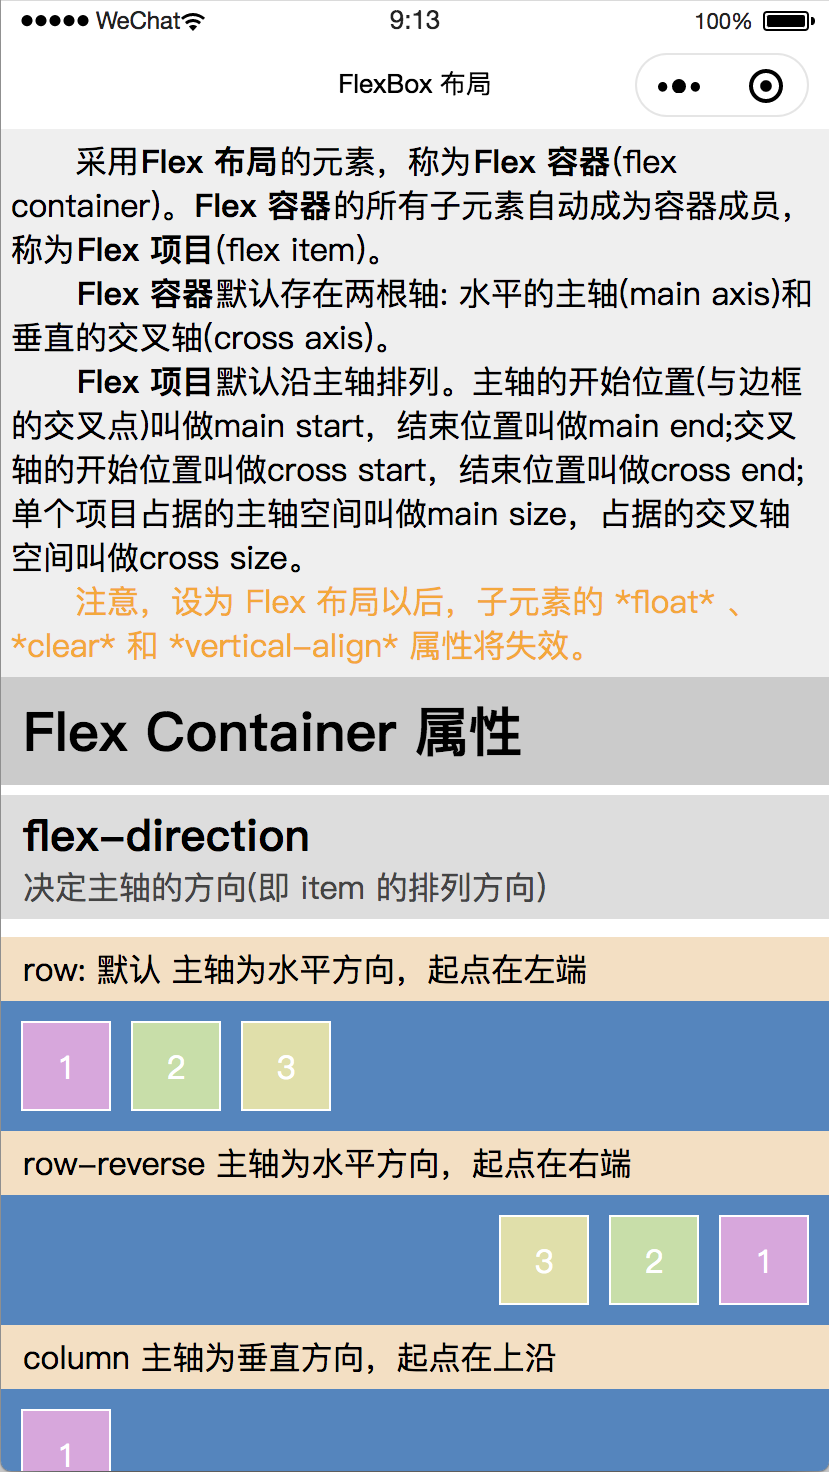 WeChat 9:13 100%
FlexBox 布局
采用Flex 布局的元素，称为Flex 容器(flex
container)。Flex 容器的所有子元素自动成为容器成员，
称为Flex 项目(flex item)。
Flex 容器默认存在两根轴: 水平的主轴(main axis)和
垂直的交叉轴(cross axis)。
Flex 项目默认沿主轴排列。主轴的开始位置(与边框
的交叉点)叫做main start，结束位置叫做main end;交叉
轴的开始位置叫做cross start，结束位置叫做cross end;
单个项目占据的主轴空间叫做main size，占据的交叉轴
空间叫做cross size。
注意，设为 Flex 布局以后，子元素的 *float* 、
*clear* 和 *vertical-align* 属性将失效。
Flex Container 属性
flex-direction
决定主轴的方向(即 item 的排列方向)
row: 默认 主轴为水平方向，起点在左端
1 2 3
row-reverse 主轴为水平方向，起点在右端
3 2 1
column 主轴为垂直方向，起点在上沿
1